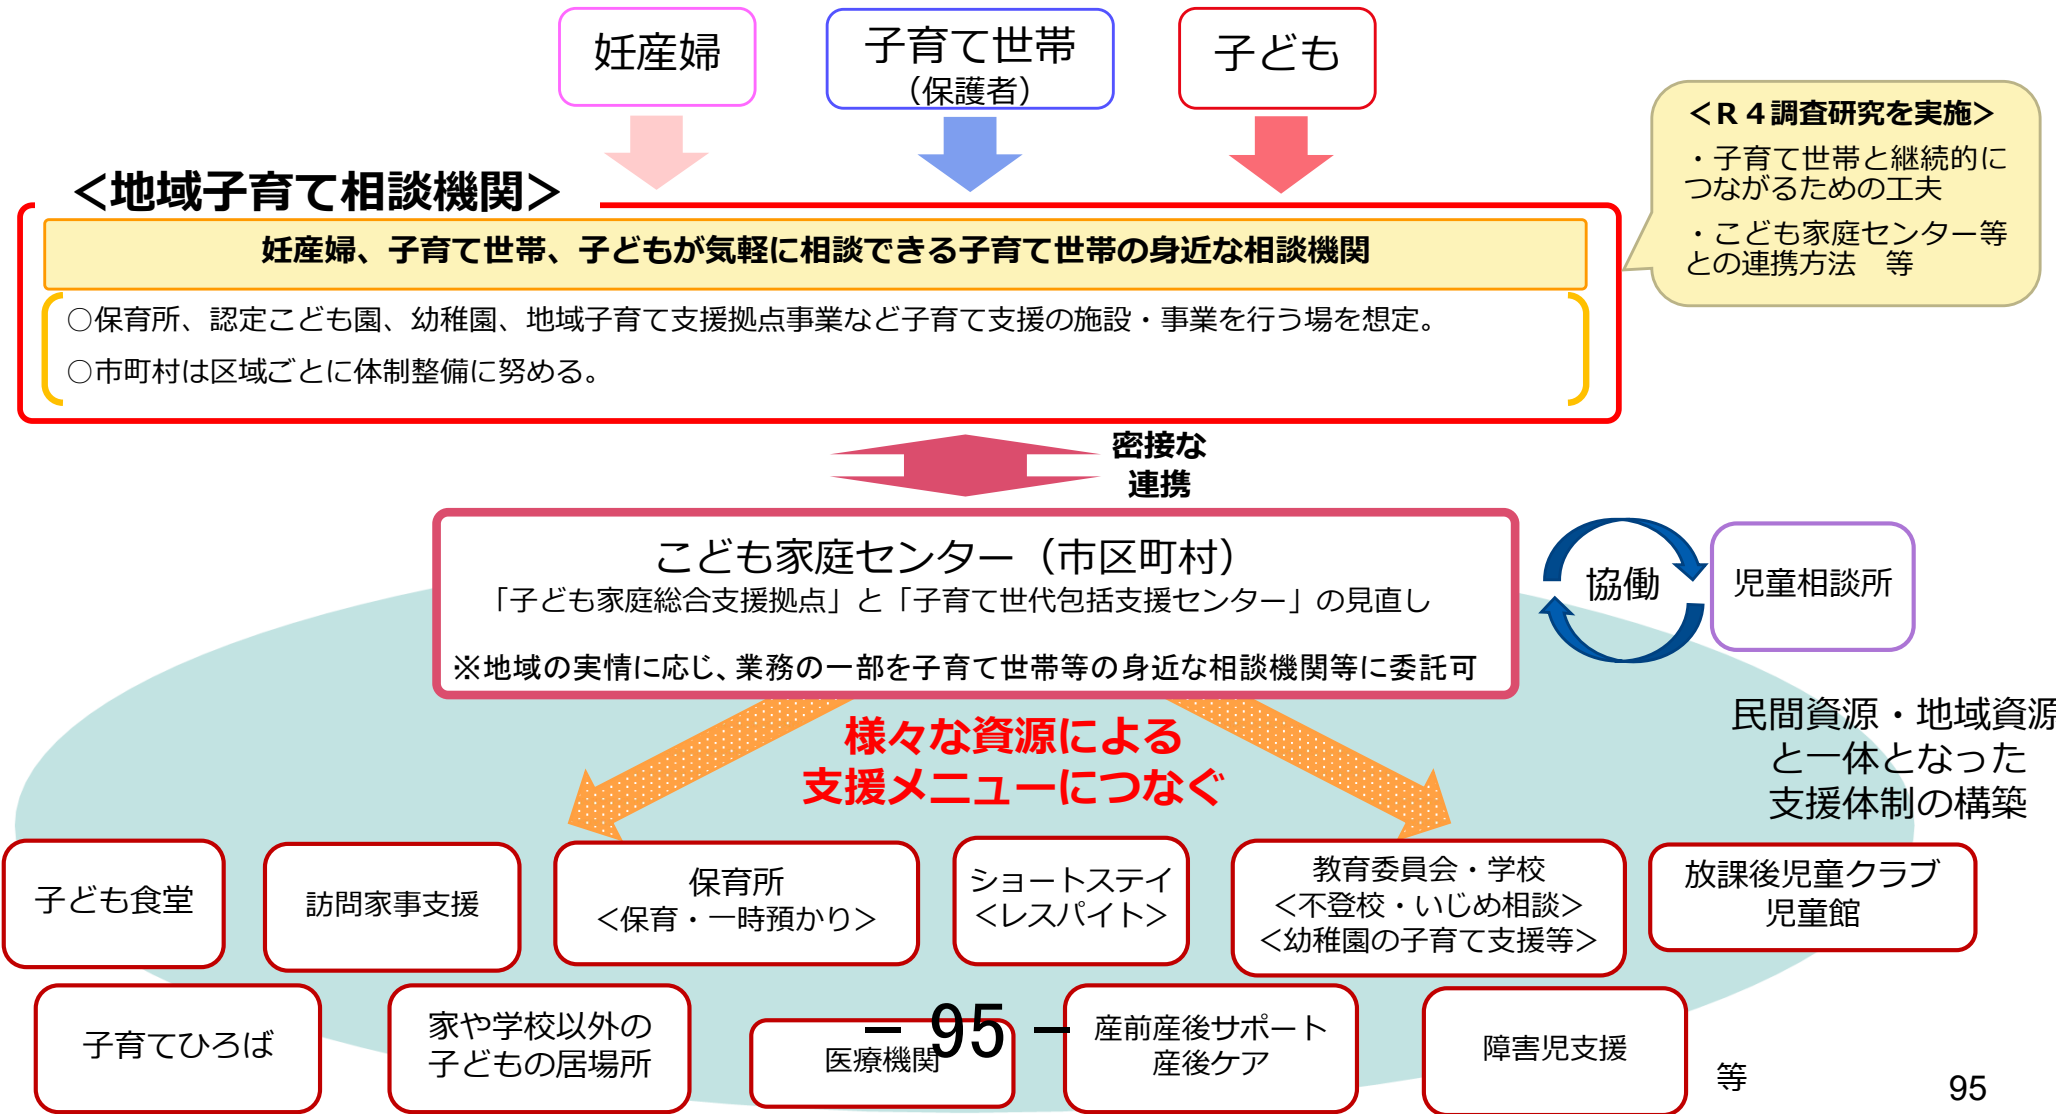 妊産婦
子育て世帯
（保護者）
子ども
＜Ｒ４調査研究を実施＞
・子育て世帯と継続的に
つながるための工夫
・こども家庭センター等
との連携方法　等
＜地域子育て相談機関＞
妊産婦、子育て世帯、子どもが気軽に相談できる子育て世帯の身近な相談機関
○保育所、認定こども園、幼稚園、地域子育て支援拠点事業など子育て支援の施設・事業を行う場を想定。
○市町村は区域ごとに体制整備に努める。
密接な
連携
こども家庭センター（市区町村）
「子ども家庭総合支援拠点」と「子育て世代包括支援センター」の見直し
※地域の実情に応じ、業務の一部を子育て世帯等の身近な相談機関等に委託可
協働
児童相談所
様々な資源による
支援メニューにつなぐ
民間資源・地域資源
と一体となった
支援体制の構築
子ども食堂
訪問家事支援
保育所
＜保育・一時預かり＞
ショートステイ
＜レスパイト＞
教育委員会・学校
＜不登校・いじめ相談＞
＜幼稚園の子育て支援等＞
放課後児童クラブ
児童館
子育てひろば
家や学校以外の
子どもの居場所
医療機関
− 95 −
産前産後サポート
産後ケア
障害児支援
等
95